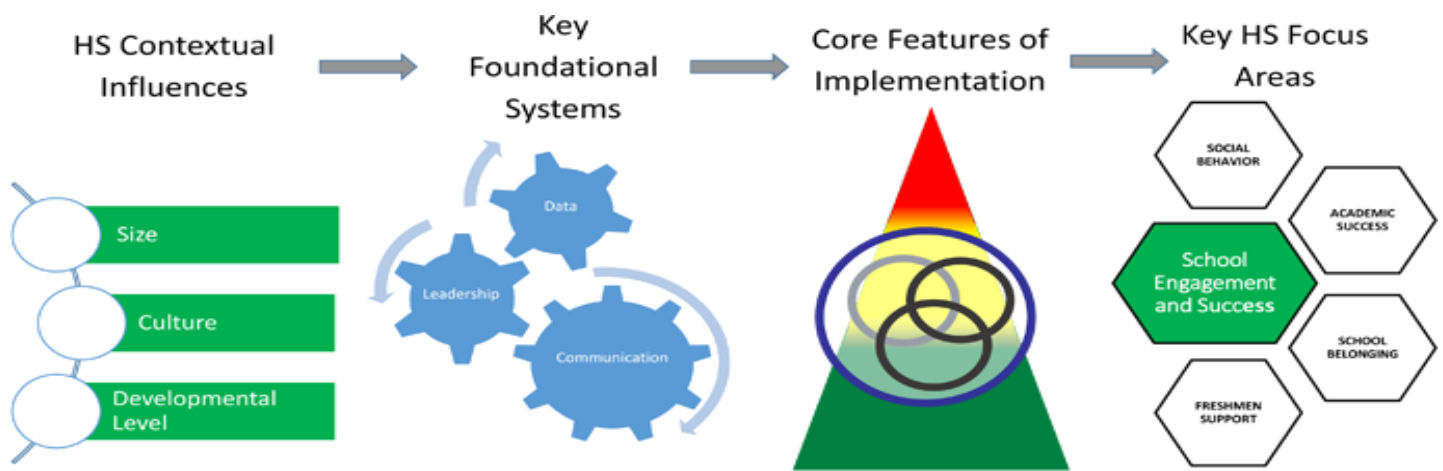 HS Contextual
Influences
Key
Foundational
Systems
Core Features of
Implementation
Key HS Focus
Areas
Size
Culture
Developmental
Level
Data
Leadership
Communication
SOCIAL
BEHAVIOR
ACADEMIC
SUCCESS
School
Engagement
and Success
SCHOOL
BELONGING
FRESHMEN
SUPPORT